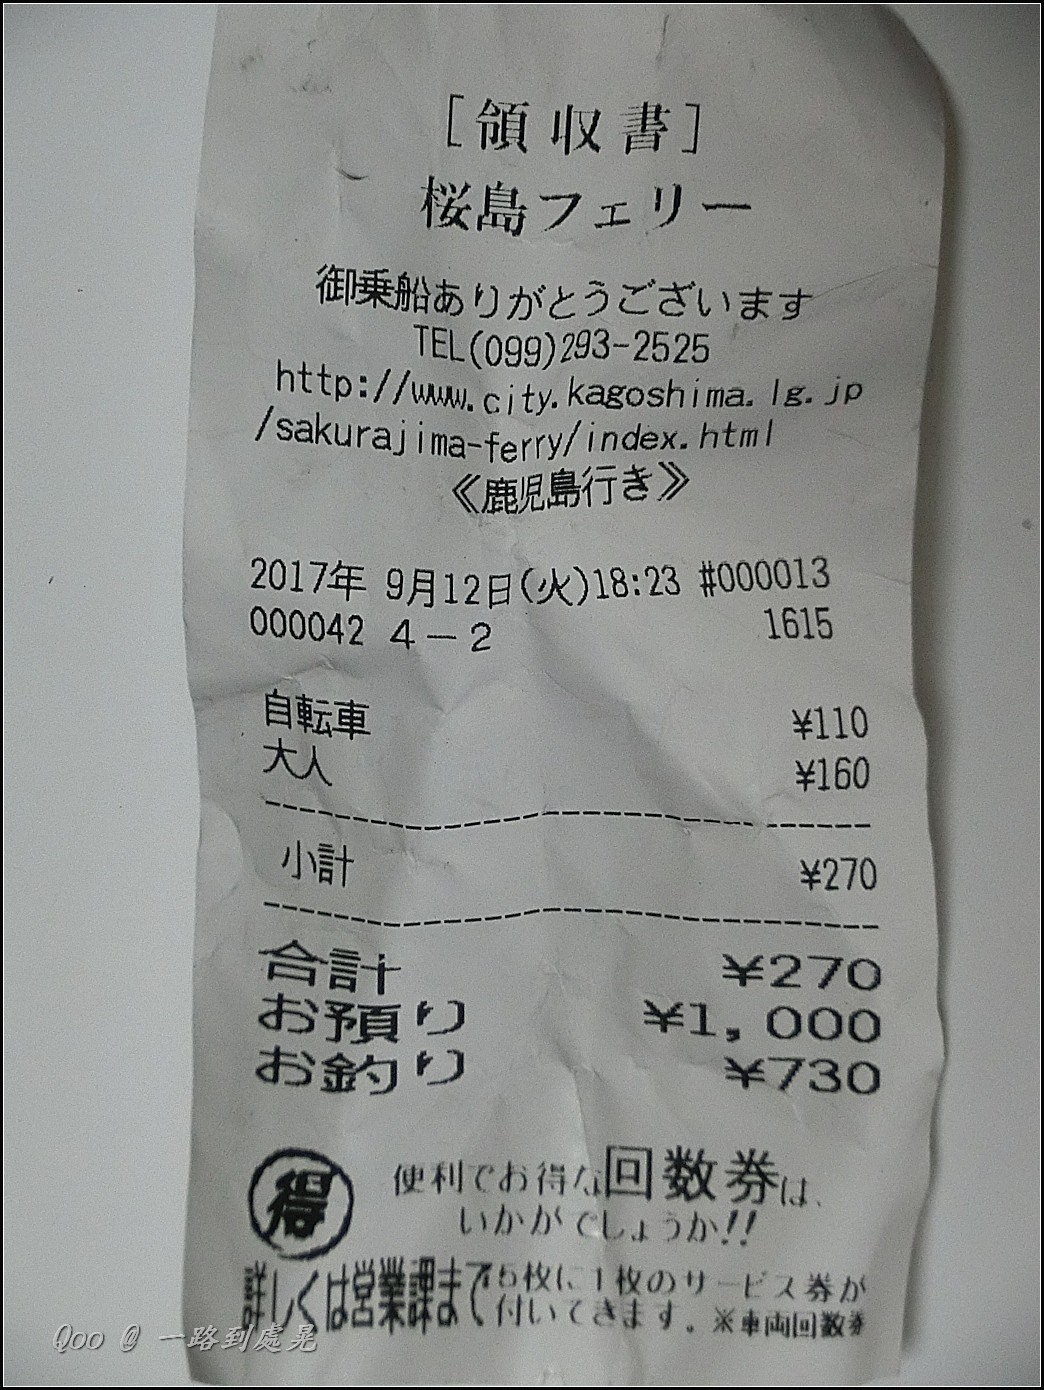 [領収書]
桜島フェリー
御乗船ありがとうございます
TEL(099)293-2525
http://www.city.kagoshima.lg.jp
/sakurajima-ferry/index.html
《鹿児島行き》
2017年 9月12日(火)18:23 #000013
000042 4－2 1615
自転車 ¥110
大人 ¥160
小計 ¥270
合計 ¥270
お預り ¥1,000
お釣り ¥730
得 便利でお得な回数券は、
いかがでしょうか!!
詳しくは営業課まで 15枚に1枚のサービス券が
付いてきます。※車両回数券
Qoo @ 一路到處晃